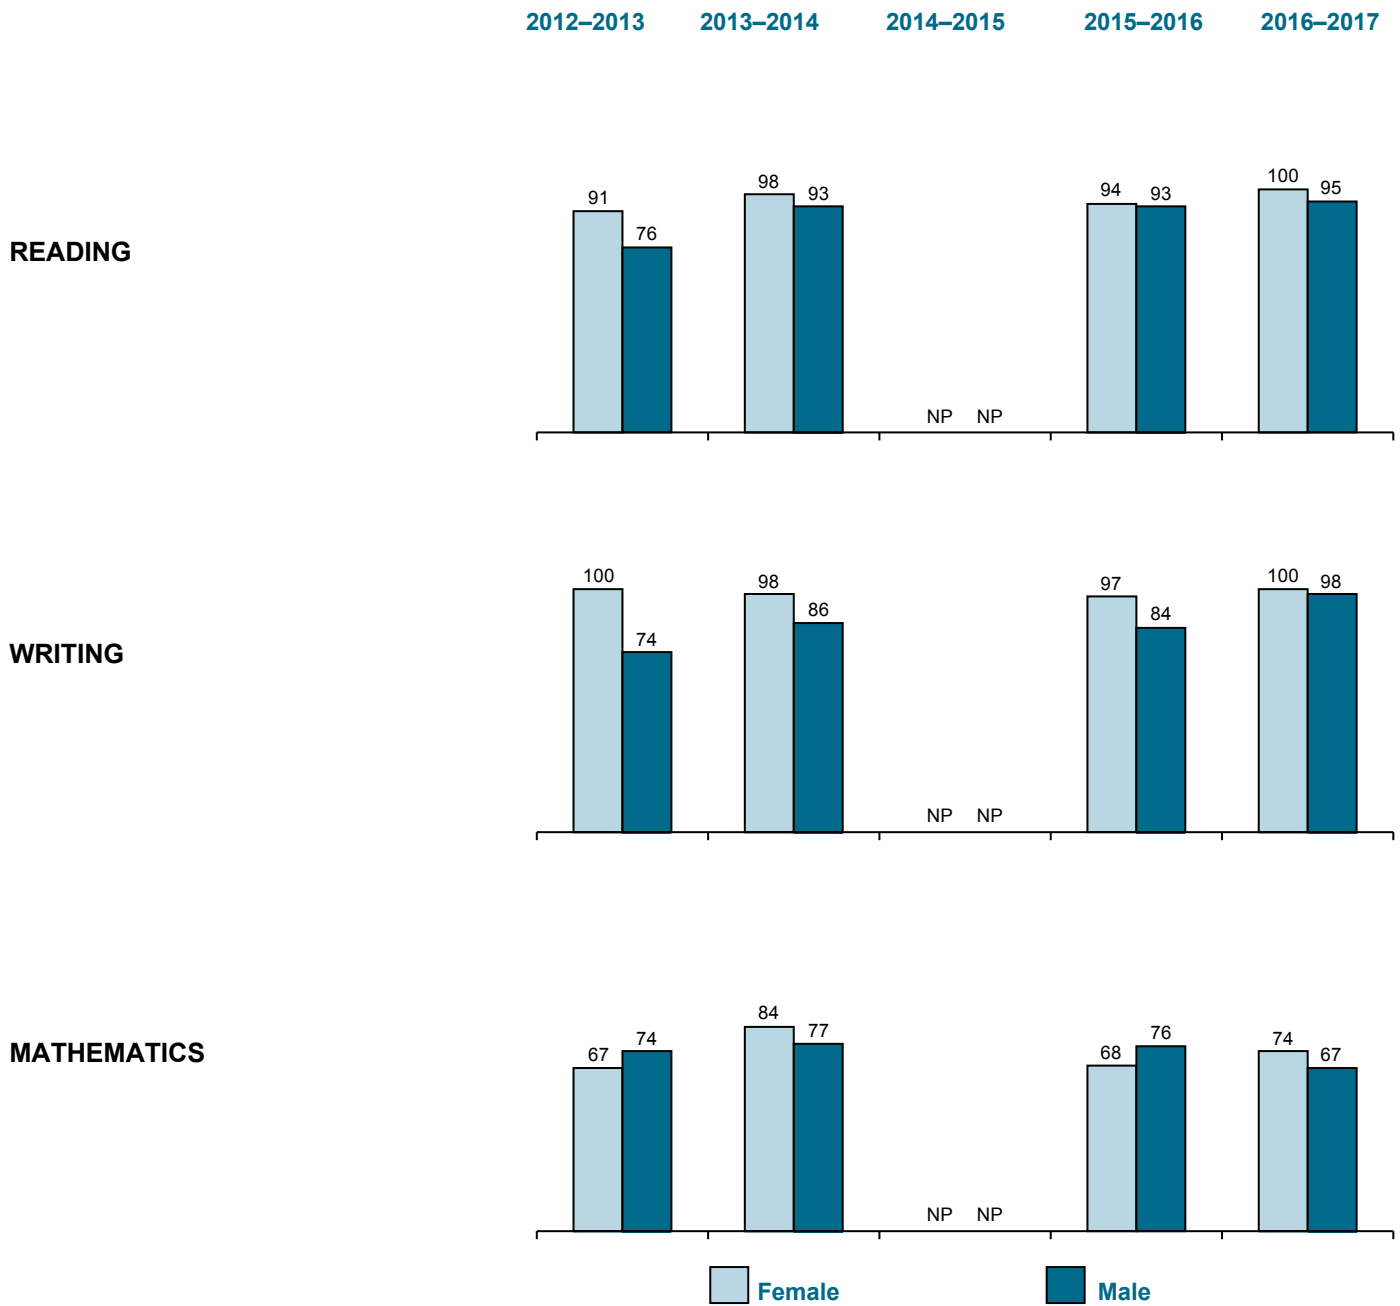 2012–2013 2013–2014 2014–2015 2015–2016 2016–2017
READING
91 76 98 93 NP NP 94 93 100 95
WRITING
100 74 98 86 NP NP 97 84 100 98
MATHEMATICS
67 74 84 77 NP NP 68 76 74 67
Female Male